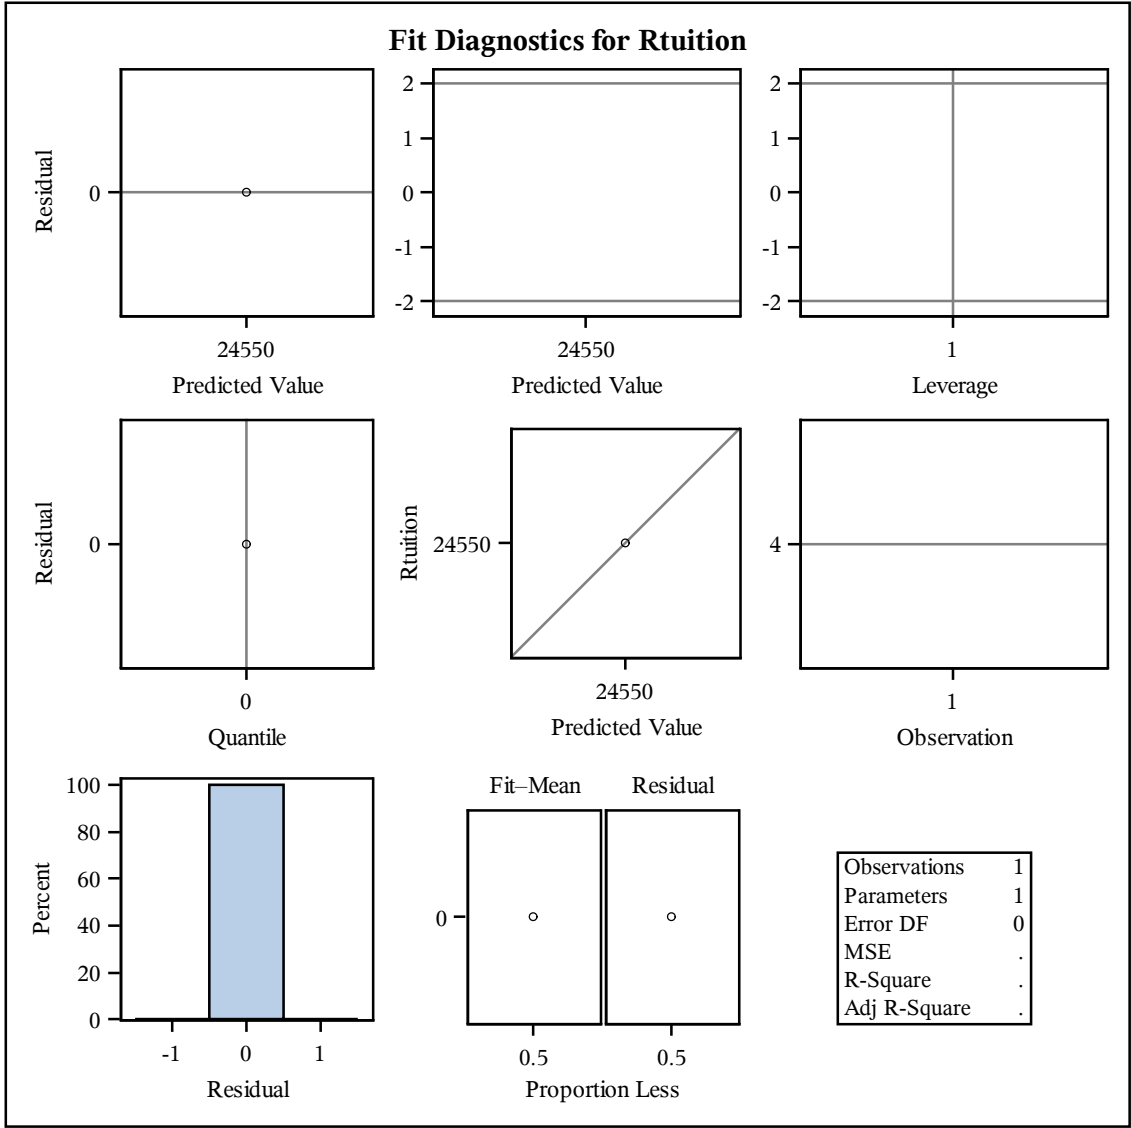 Fit Diagnostics for Rtuition
Residual
0
24550
Predicted Value
2
1
0
-1
-2
24550
Predicted Value
2
1
0
-1
-2
1
Leverage
Residual
0
0
Quantile
Rtuition
24550
24550
Predicted Value
4
1
Observation
Percent
100
80
60
40
20
0
-1 0 1
Residual
Fit–Mean Residual
0
0.5 0.5
Proportion Less
Observations 1
Parameters 1
Error DF 0
MSE .
R-Square .
Adj R-Square .